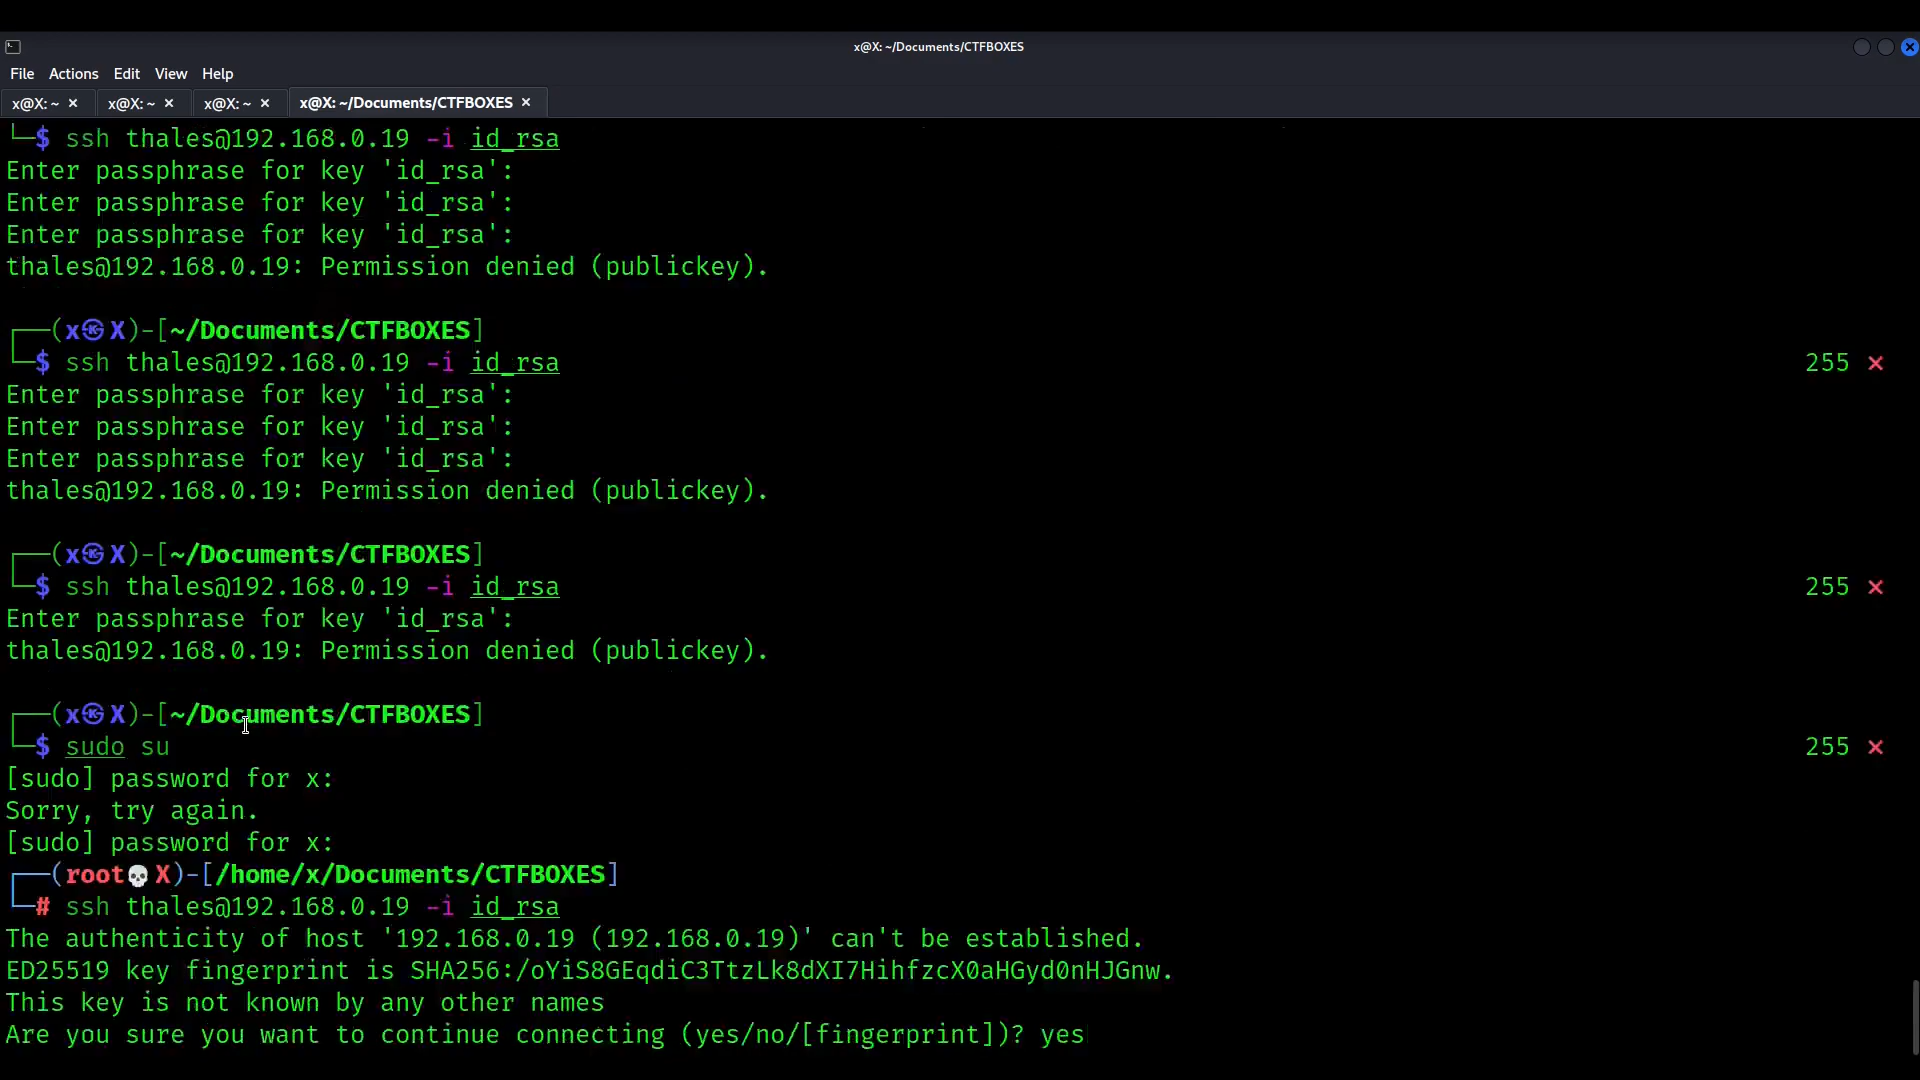 x@X: ~/Documents/CTFBOXES
File Actions Edit View Help
x@X: ~ × x@X: ~ × x@X: ~ × x@X: ~/Documents/CTFBOXES ×
└─$ ssh thales@192.168.0.19 -i id_rsa
Enter passphrase for key 'id_rsa':
Enter passphrase for key 'id_rsa':
Enter passphrase for key 'id_rsa':
thales@192.168.0.19: Permission denied (publickey).
┌──(x㉿X)-[~/Documents/CTFBOXES]
└─$ ssh thales@192.168.0.19 -i id_rsa 255 ⨯
Enter passphrase for key 'id_rsa':
Enter passphrase for key 'id_rsa':
Enter passphrase for key 'id_rsa':
thales@192.168.0.19: Permission denied (publickey).
┌──(x㉿X)-[~/Documents/CTFBOXES]
└─$ ssh thales@192.168.0.19 -i id_rsa 255 ⨯
Enter passphrase for key 'id_rsa':
thales@192.168.0.19: Permission denied (publickey).
┌──(x㉿X)-[~/Documents/CTFBOXES]
└─$ sudo su 255 ⨯
[sudo] password for x:
Sorry, try again.
[sudo] password for x:
┌──(root💀X)-[/home/x/Documents/CTFBOXES]
└─# ssh thales@192.168.0.19 -i id_rsa
The authenticity of host '192.168.0.19 (192.168.0.19)' can't be established.
ED25519 key fingerprint is SHA256:/oYiS8GEqdiC3TtzLk8dXI7HihfzcX0aHGyd0nHJGnw.
This key is not known by any other names
Are you sure you want to continue connecting (yes/no/[fingerprint])? yes